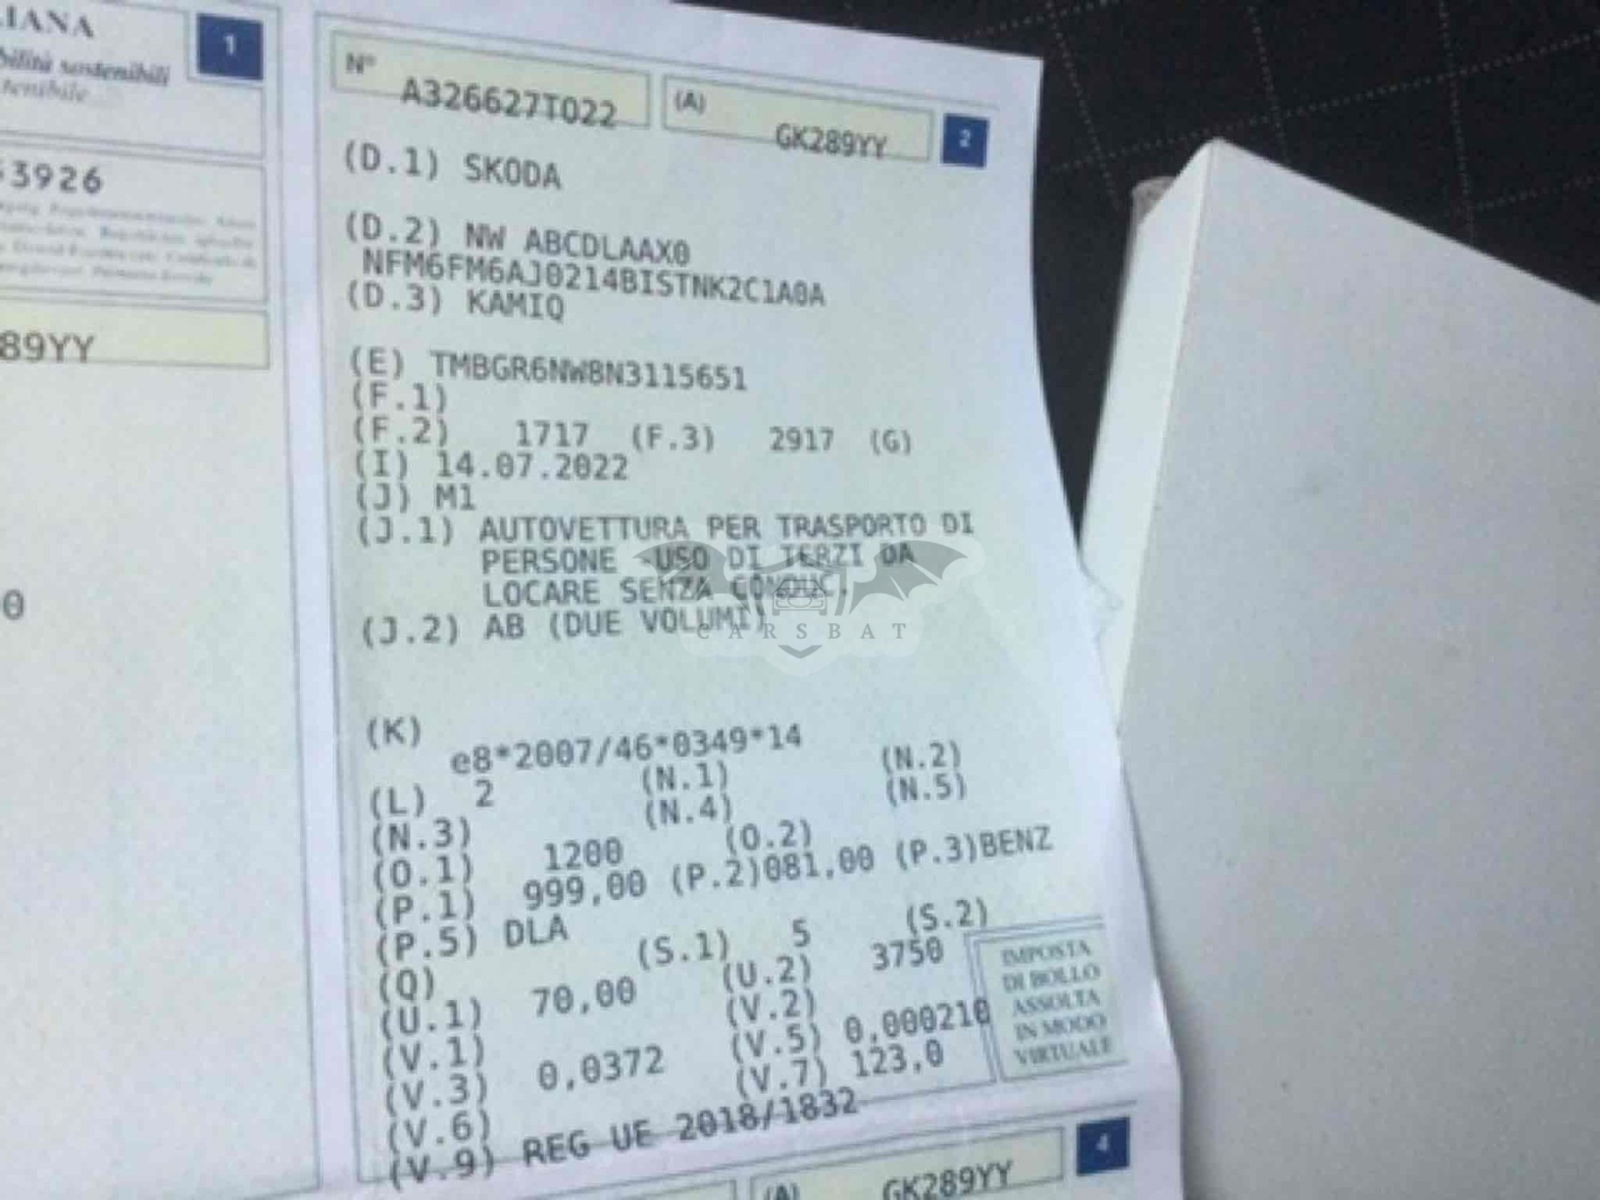 IANA
1
bilità sostenibili
tenibile
3926
89YY
0
N° A326627T022
(A) GK289YY
2
(D.1) SKODA
(D.2) NW ABCDLAAX0
NFM6FM6AJ0214BISTNK2C1A0A
(D.3) KAMIQ
(E) TMBGR6NW8N3115651
(F.1)
(F.2) 1717 (F.3) 2917 (G)
(I) 14.07.2022
(J) M1
(J.1) AUTOVETTURA PER TRASPORTO DI
PERSONE -USO DI TERZI DA
LOCARE SENZA CONDUC.
(J.2) AB (DUE VOLUMI)
CARSBAT
(K)
e8*2007/46*0349*14
(L) 2 (N.1) (N.2)
(N.3) (N.4) (N.5)
(O.1) 1200 (O.2)
(P.1) 999,00 (P.2)081,00 (P.3)BENZ
(P.5) DLA
(Q) (S.1) 5 (S.2)
(U.1) 70,00 (U.2) 3750
(V.1) (V.2)
(V.3) 0,0372 (V.5) 0,000210
(V.6) (V.7) 123,0
(V.9) REG UE 2018/1832
IMPOSTA
DI BOLLO
ASSOLTA
IN MODO
VIRTUALE
(A) GK289YY
4